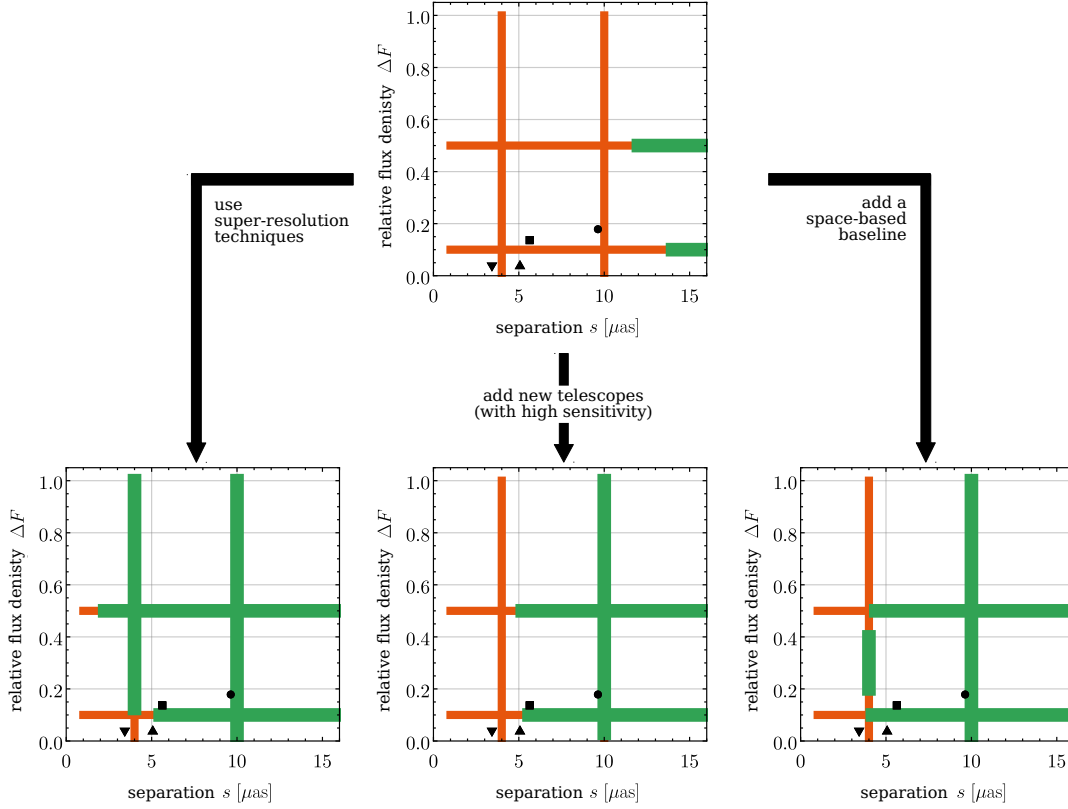 relative flux denisty ΔF
1.0
0.8
0.6
0.4
0.2
0.0
0 5 10 15
separation s [μas]
use
super-resolution
techniques
add a
space-based
baseline
add new telescopes
(with high sensitivity)
relative flux denisty ΔF
1.0
0.8
0.6
0.4
0.2
0.0
0 5 10 15
separation s [μas]
relative flux denisty ΔF
1.0
0.8
0.6
0.4
0.2
0.0
0 5 10 15
separation s [μas]
relative flux denisty ΔF
1.0
0.8
0.6
0.4
0.2
0.0
0 5 10 15
separation s [μas]